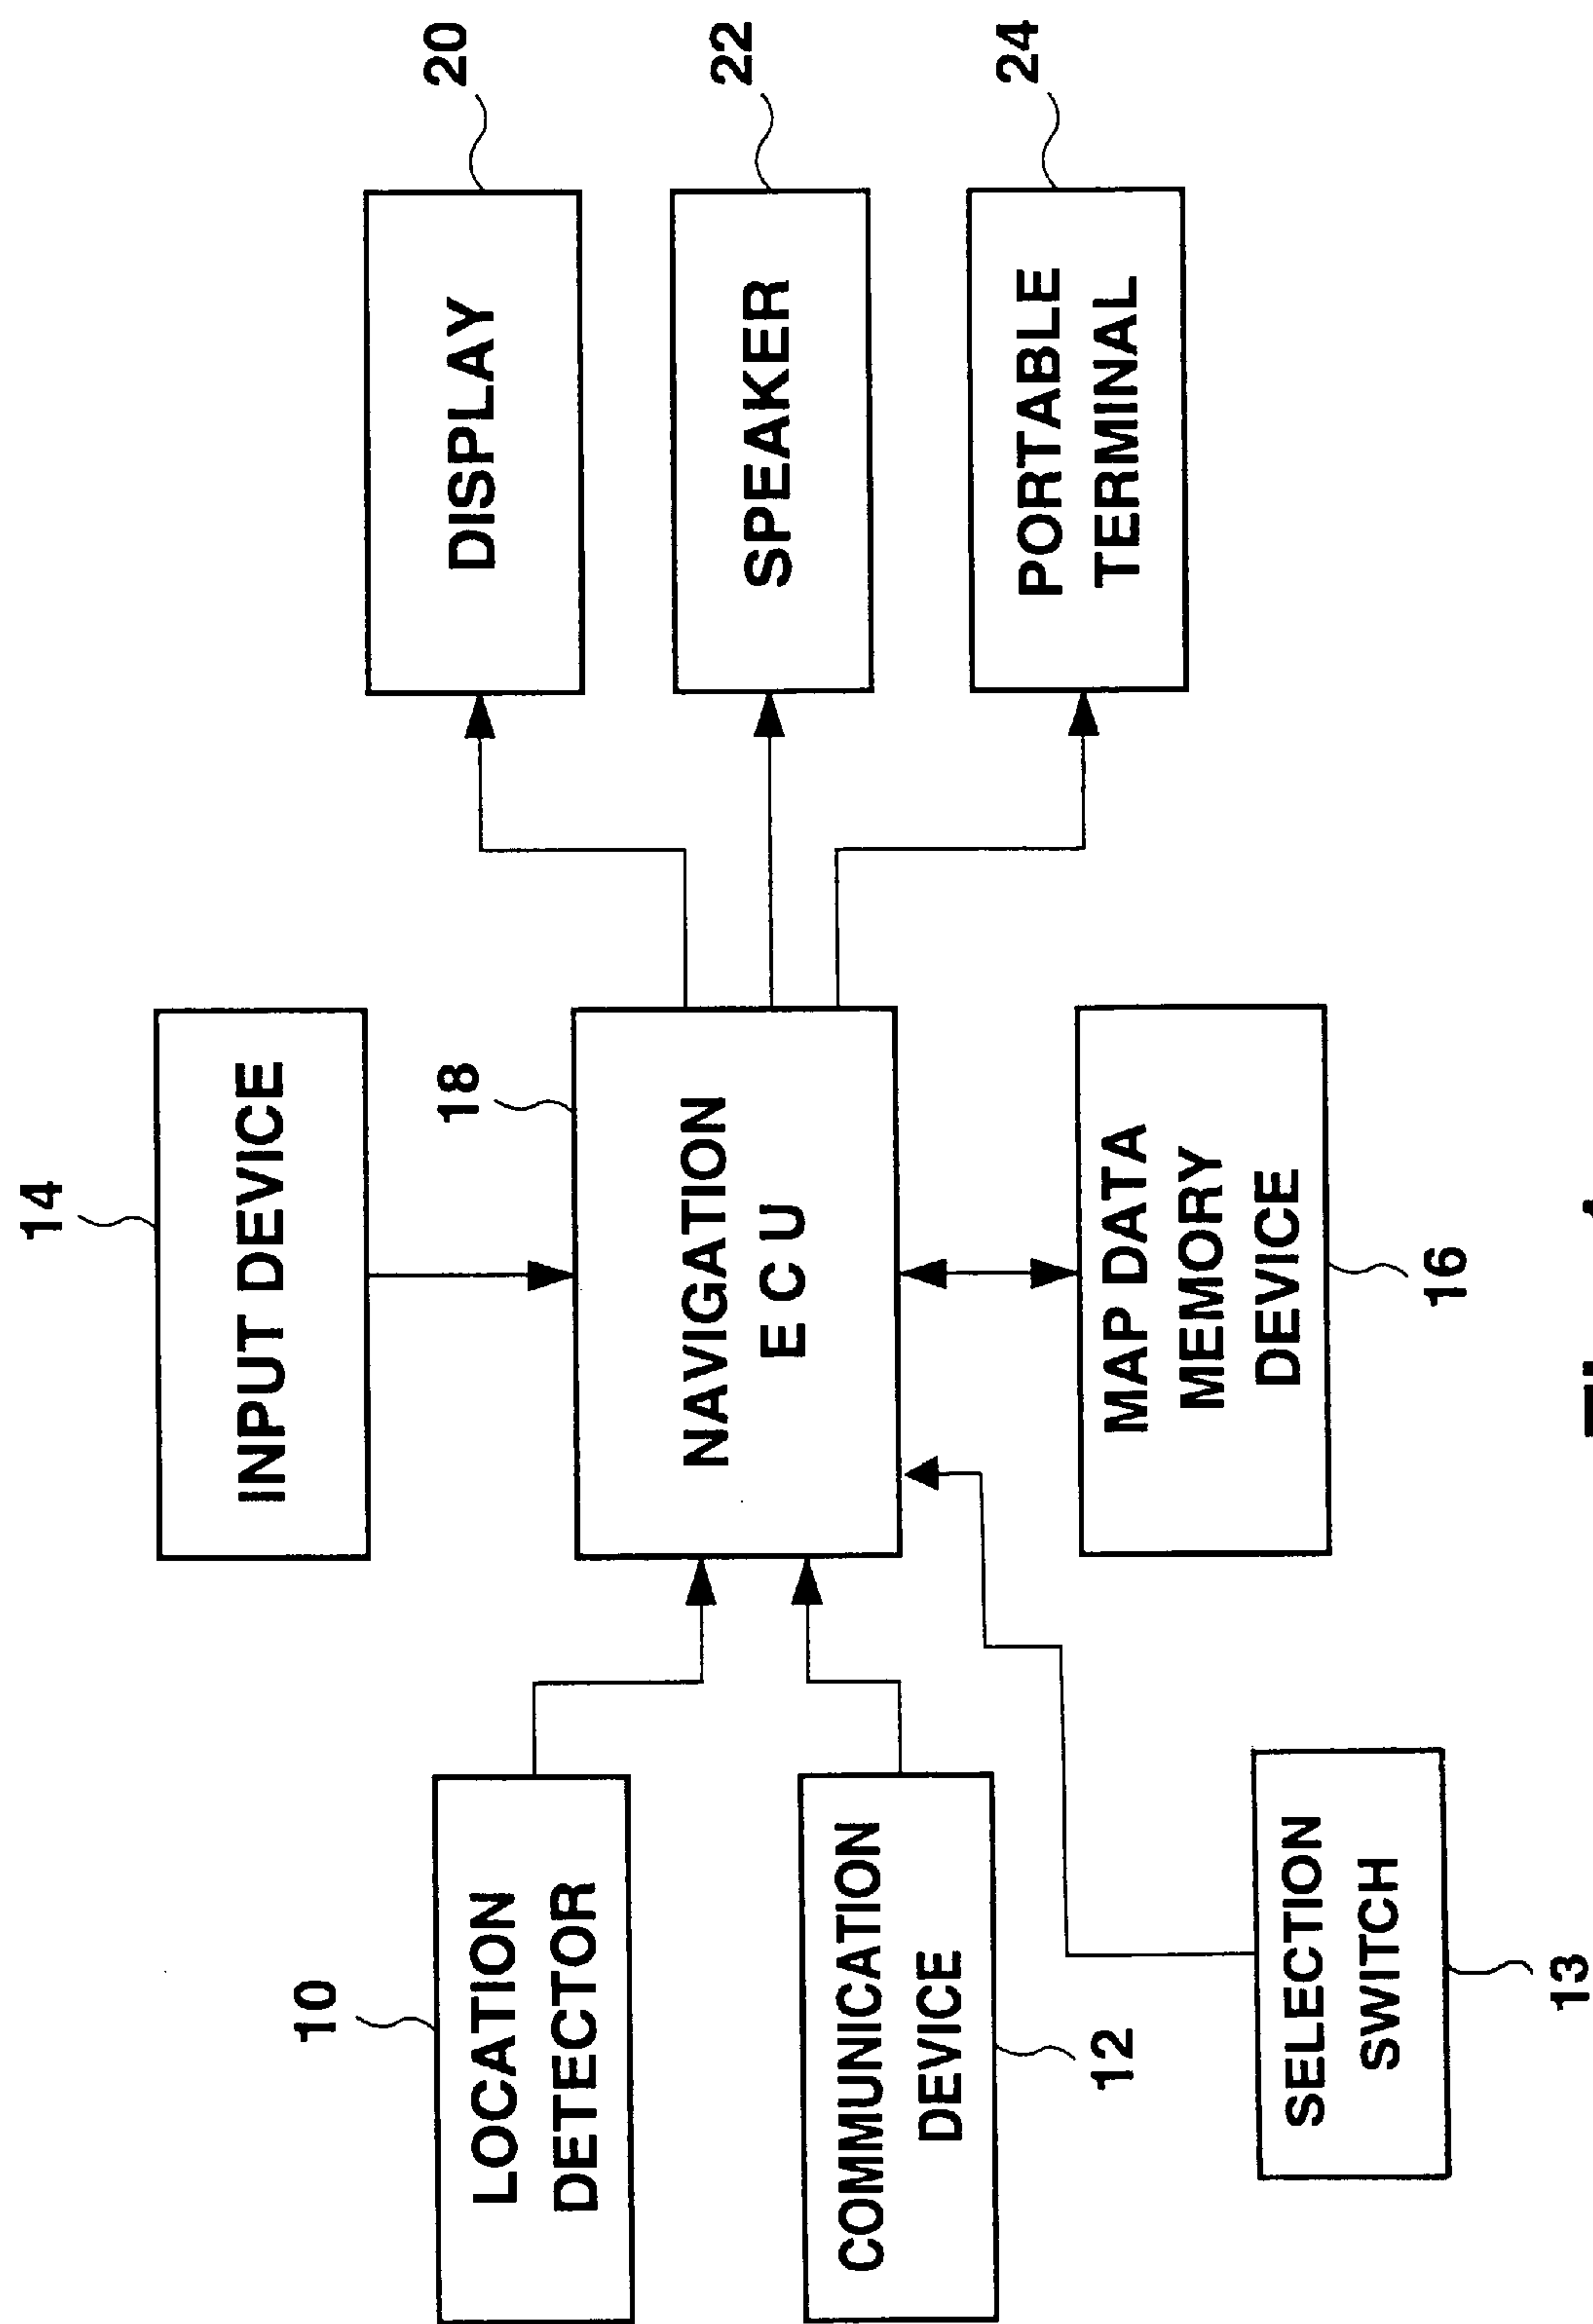 14
INPUT DEVICE
10
LOCATION
DETECTOR
18
NAVIGATION
E C U
20
DISPLAY
22
SPEAKER
COMMUNICATION
DEVICE
12
24
PORTABLE
TERMINAL
MAP DATA
MEMORY
DEVICE
16
SELECTION
SWITCH
13